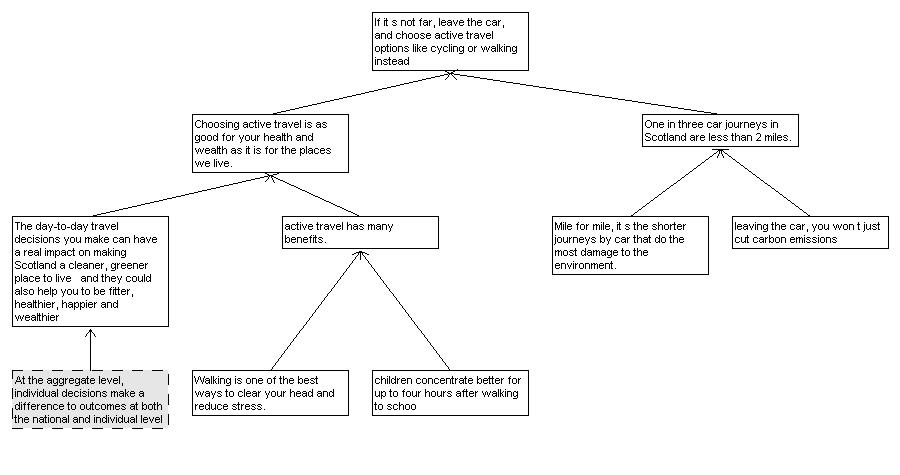 If it s not far, leave the car,
and choose active travel
options like cycling or walking
instead
Choosing active travel is as
good for your health and
wealth as it is for the places
we live.
One in three car journeys in
Scotland are less than 2 miles.
The day-to-day travel
decisions you make can have
a real impact on making
Scotland a cleaner, greener
place to live   and they could
also help you to be fitter,
healthier, happier and
wealthier
active travel has many
benefits.
Mile for mile, it s the shorter
journeys by car that do the
most damage to the
environment.
leaving the car, you won t just
cut carbon emissions
At the aggregate level,
individual decisions make a
difference to outcomes at both
the national and individual level
Walking is one of the best
ways to clear your head and
reduce stress.
children concentrate better for
up to four hours after walking
to schoo